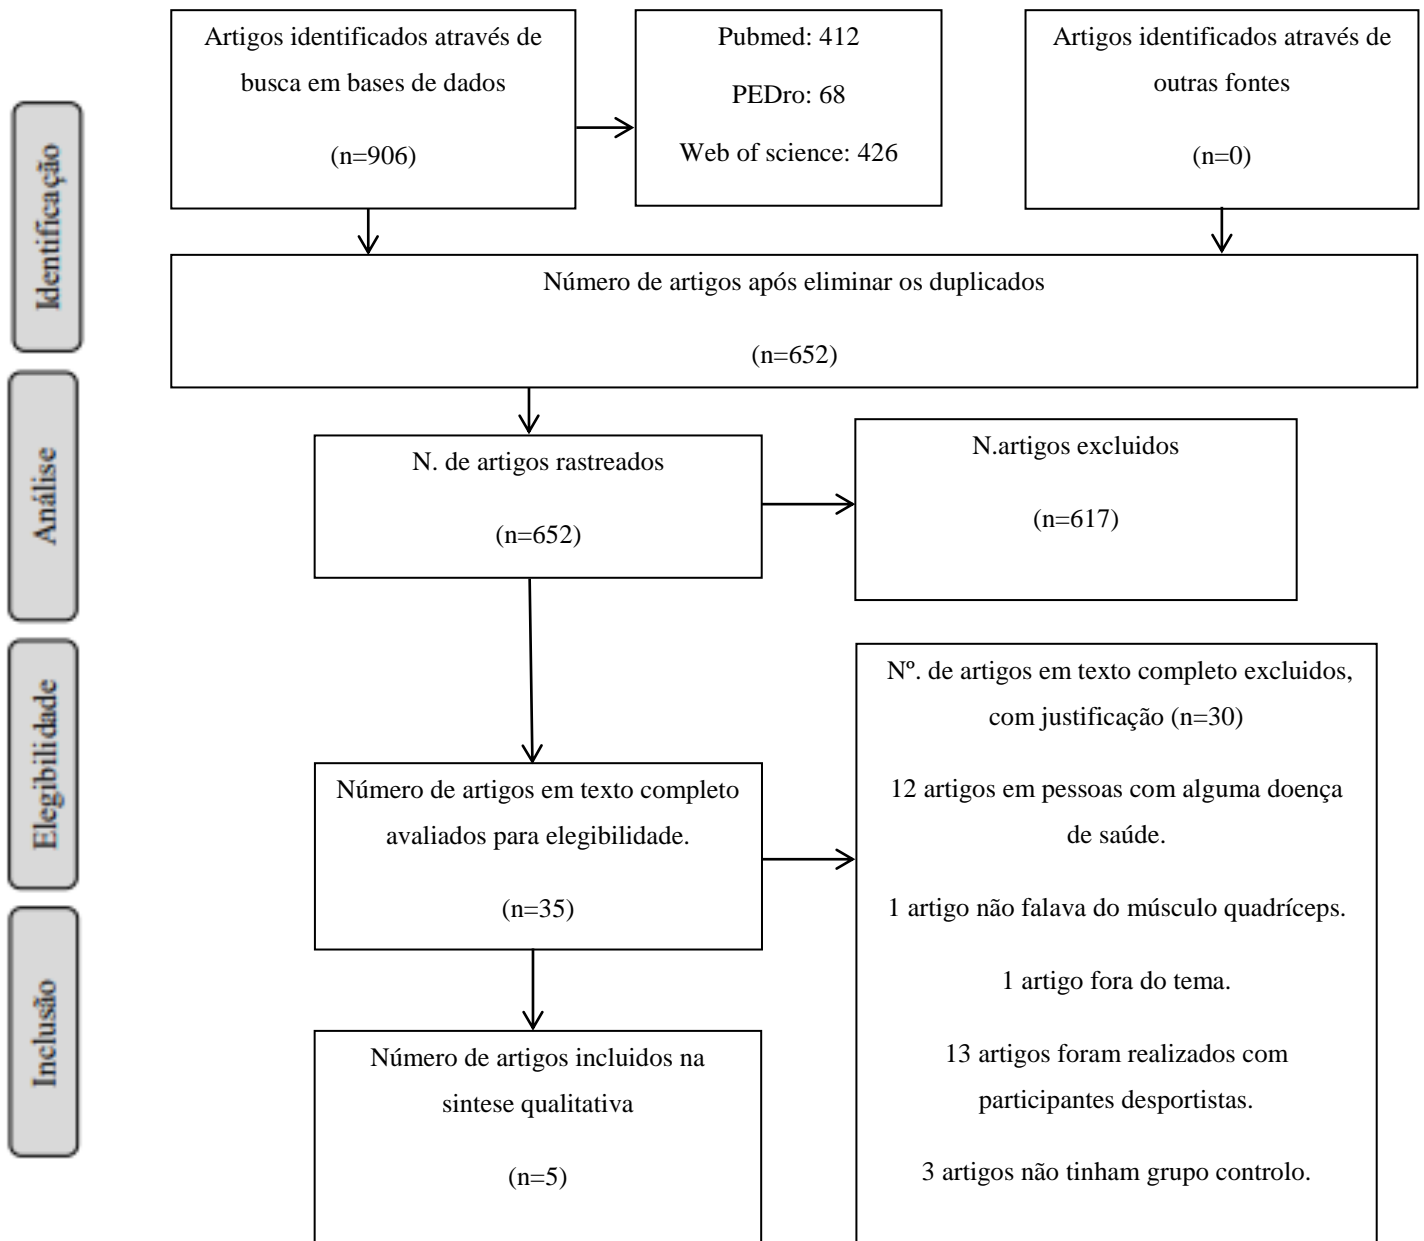 Artigos identificados através de
busca em bases de dados
(n=906)
Pubmed: 412
PEDro: 68
Web of science: 426
Artigos identificados através de
outras fontes
(n=0)
Identificação
Número de artigos após eliminar os duplicados
(n=652)
Análise
N. de artigos rastreados
(n=652)
N.artigos excluidos
(n=617)
Elegibilidade
Número de artigos em texto completo
avaliados para elegibilidade.
(n=35)
Nº. de artigos em texto completo excluidos,
com justificação (n=30)
12 artigos em pessoas com alguma doença
de saúde.
1 artigo não falava do músculo quadríceps.
1 artigo fora do tema.
13 artigos foram realizados com
participantes desportistas.
3 artigos não tinham grupo controlo.
Inclusão
Número de artigos incluidos na
sintese qualitativa
(n=5)